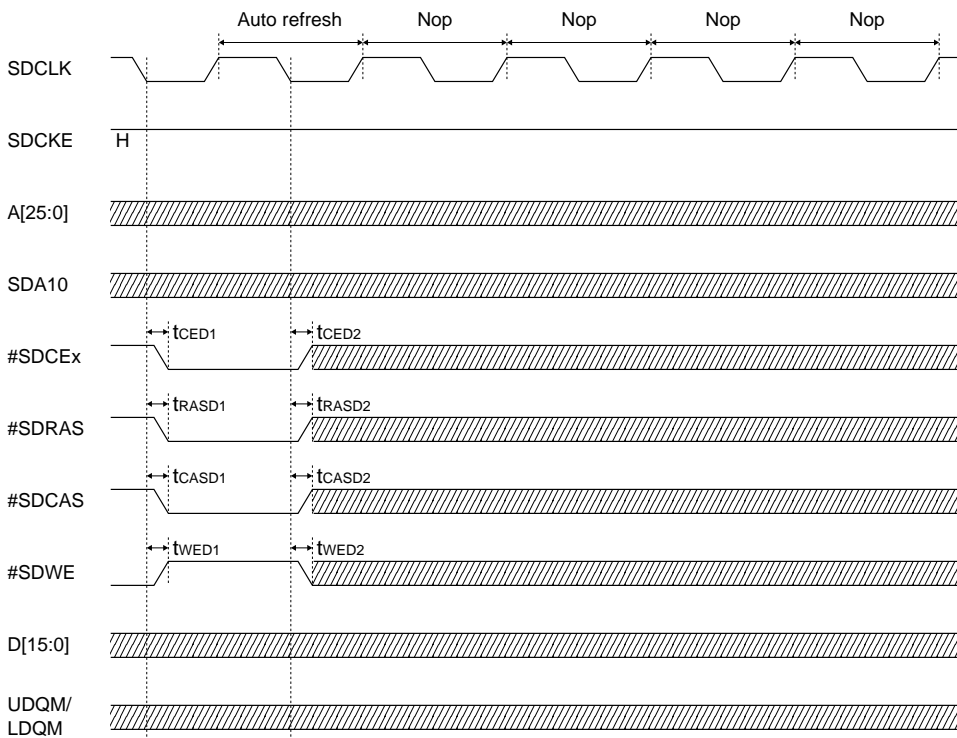 Auto refresh Nop Nop Nop Nop
SDCLK
SDCKE H
A[25:0]
SDA10
tCED1 tCED2
#SDCEx
tRASD1 tRASD2
#SDRAS
tCASD1 tCASD2
#SDCAS
tWED1 tWED2
#SDWE
D[15:0]
UDQM/
LDQM